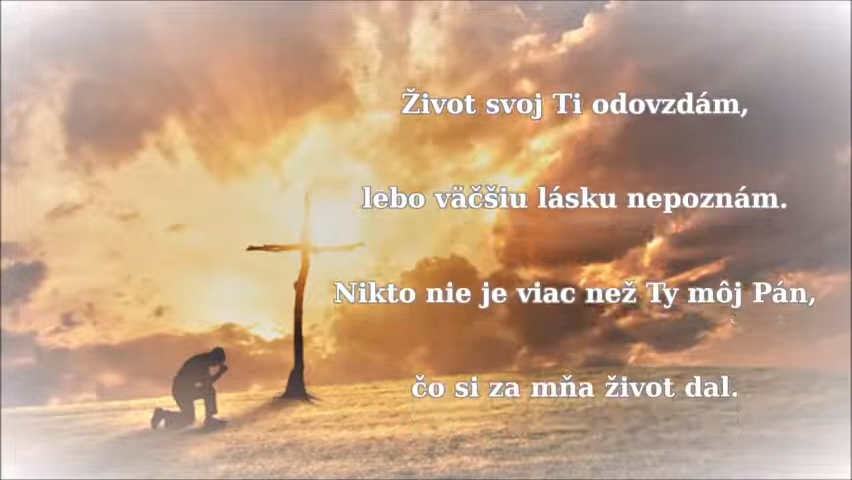 Život svoj Ti odovzdám,
lebo väčšiu lásku nepoznám.
Nikto nie je viac než Ty môj Pán,
čo si za mňa život dal.